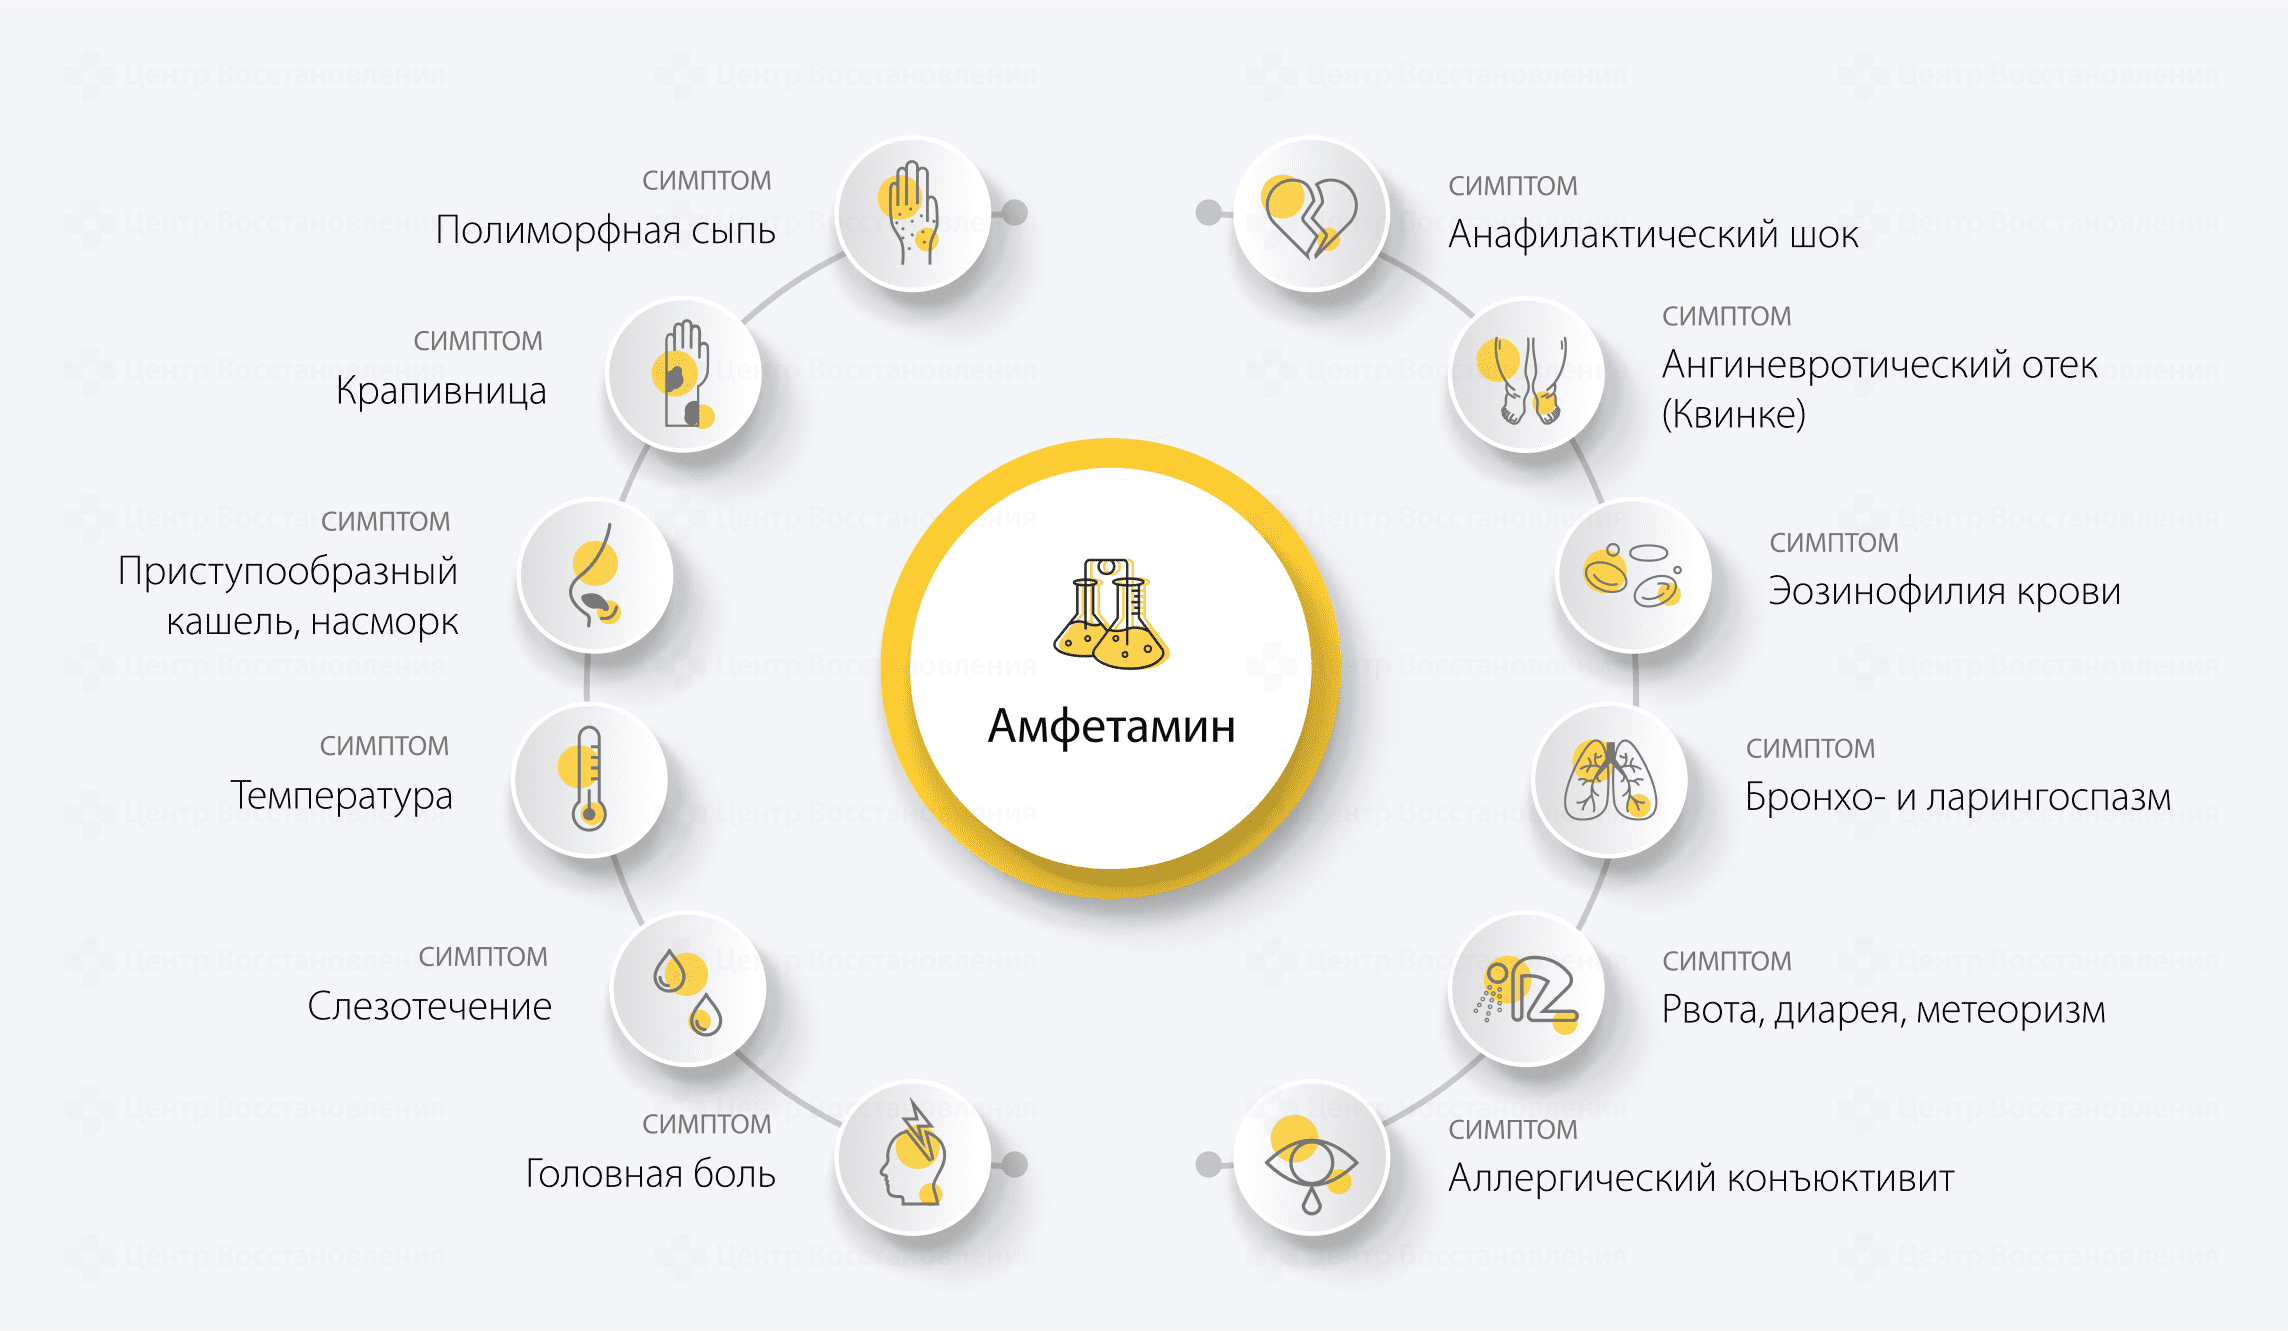 СИМПТОМ
Полиморфная сыпь
СИМПТОМ
Крапивница
СИМПТОМ
Приступообразный
кашель, насморк
СИМПТОМ
Температура
СИМПТОМ
Слезотечение
СИМПТОМ
Головная боль
Амфетамин
СИМПТОМ
Анафилактический шок
СИМПТОМ
Ангиневротический отек
(Квинке)
СИМПТОМ
Эозинофилия крови
СИМПТОМ
Бронхо- и ларингоспазм
СИМПТОМ
Рвота, диарея, метеоризм
СИМПТОМ
Аллергический конъюктивит
Центр Восстановления